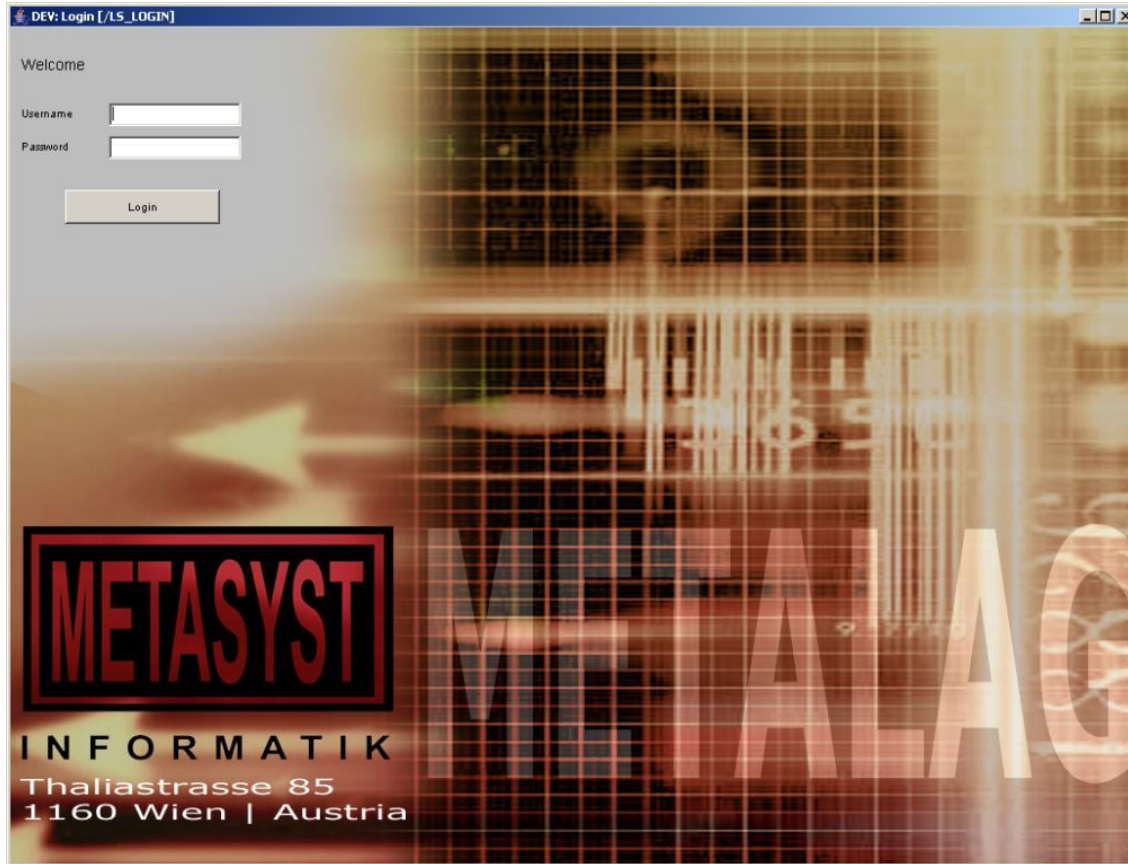 DEV: Login [/LS_LOGIN]
Welcome
Username
Password
Login
METASYST
INFORMATIK
Thaliastrasse 85
1160 Wien | Austria
METALAG